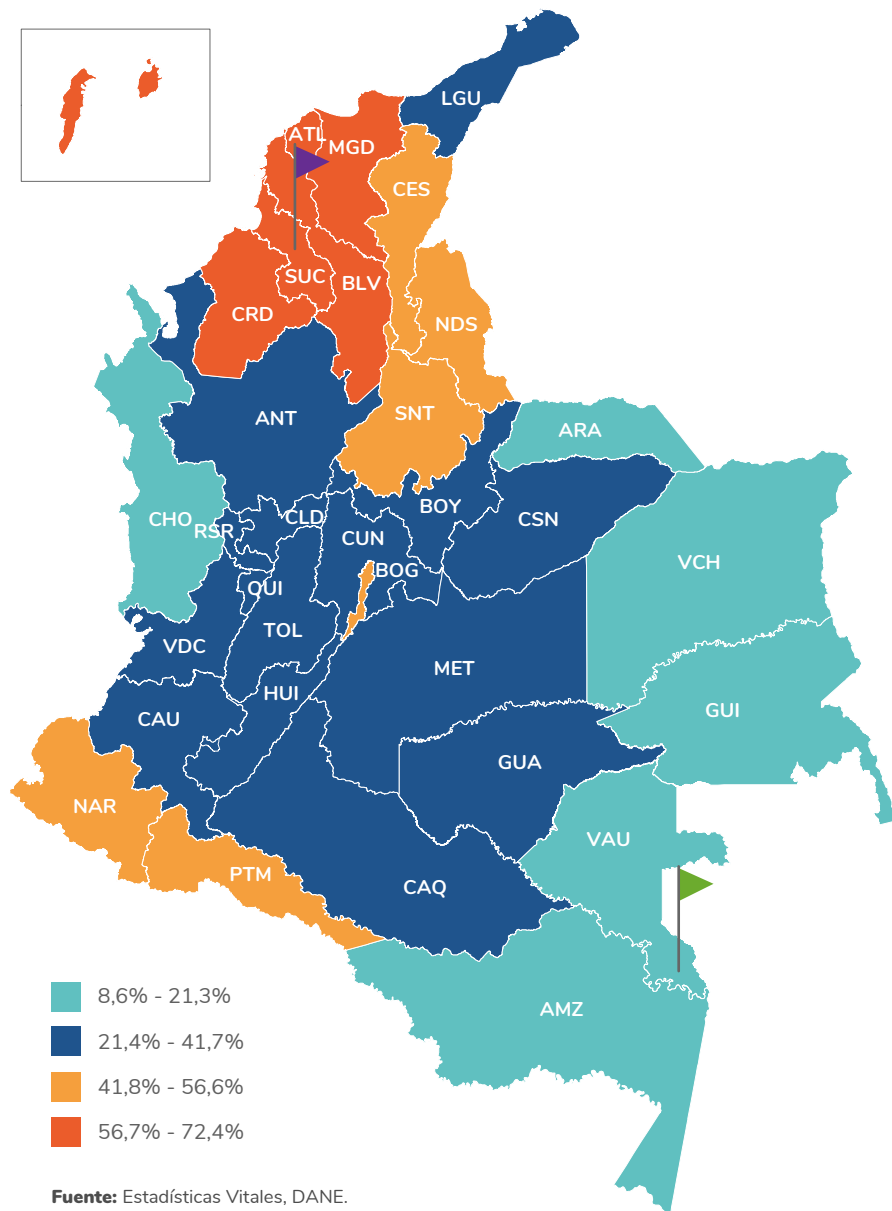 LGU
ATL
MGD
CES
SUC
BLV
CRD
NDS
SNT
ANT
ARA
CHO
RSR
CLD
BOY
CSN
CUN
BOG
VCH
QUI
TOL
VDC
MET
HUI
GUI
CAU
GUA
NAR
VAU
PTM
CAQ
AMZ
8,6% - 21,3%
21,4% - 41,7%
41,8% - 56,6%
56,7% - 72,4%
Fuente: Estadísticas Vitales, DANE.